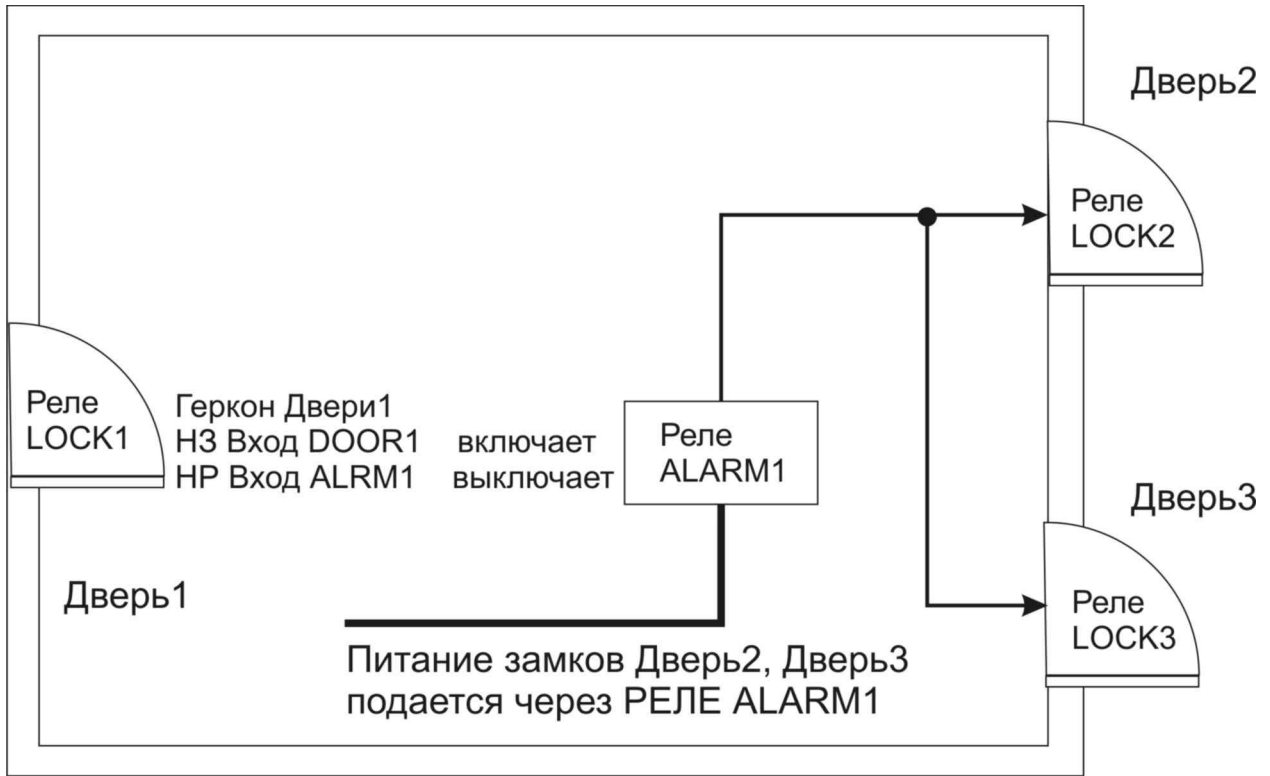 Дверь2
Реле
LOCK2
Реле
LOCK1
Геркон Двери1
НЗ Вход DOOR1 включает
НР Вход ALRM1 выключает
Реле
ALARM1
Дверь3
Дверь1
Реле
LOCK3
Питание замков Дверь2, Дверь3
подается через РЕЛЕ ALARM1